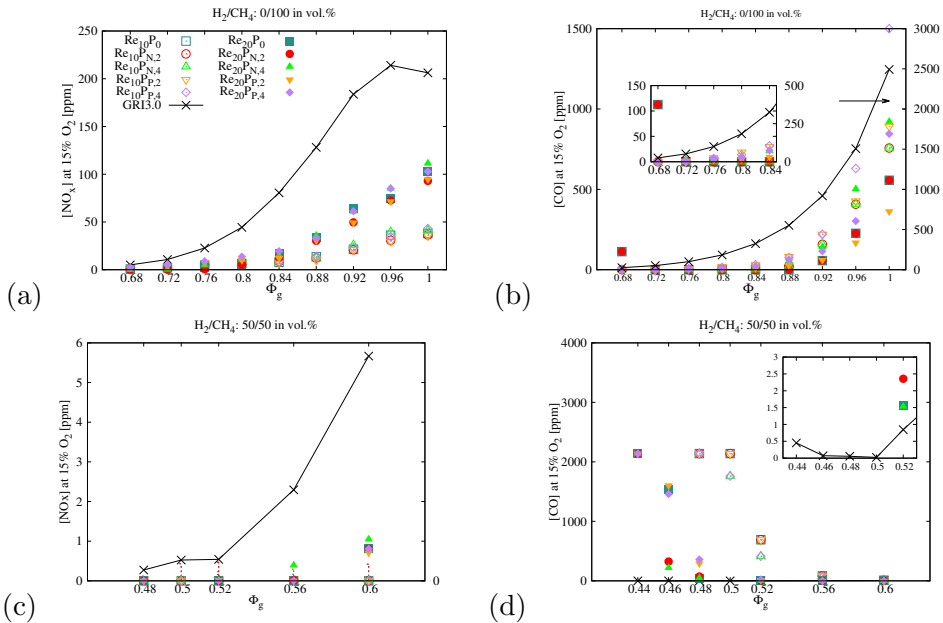 H2/CH4: 0/100 in vol.%
[NOx] at 15% O2 [ppm]
250
200
150
100
50
0
Re10P0
Re10PN,2
Re10PN,4
Re10PP,2
Re10PP,4
GRI3.0
Re20P0
Re20PN,2
Re20PN,4
Re20PP,2
Re20PP,4
0.68 0.72 0.76 0.8 0.84 0.88 0.92 0.96 1
Φg
(a)
H2/CH4: 0/100 in vol.%
[CO] at 15% O2 [ppm]
1500
1000
500
0
3000
2500
2000
1500
1000
500
0
150
100
50
0
500
250
0
0.68 0.72 0.76 0.8 0.84
0.68 0.72 0.76 0.8 0.84 0.88 0.92 0.96 1
Φg
(b)
H2/CH4: 50/50 in vol.%
[NOx] at 15% O2 [ppm]
6
5
4
3
2
1
0
0
0.48 0.5 0.52 0.56 0.6
Φg
(c)
H2/CH4: 50/50 in vol.%
[CO] at 15% O2 [ppm]
4000
3000
2000
1000
0
3
2.5
2
1.5
1
0.5
0
0.44 0.46 0.48 0.5 0.52
0.44 0.46 0.48 0.5 0.52 0.56 0.6
Φg
(d)